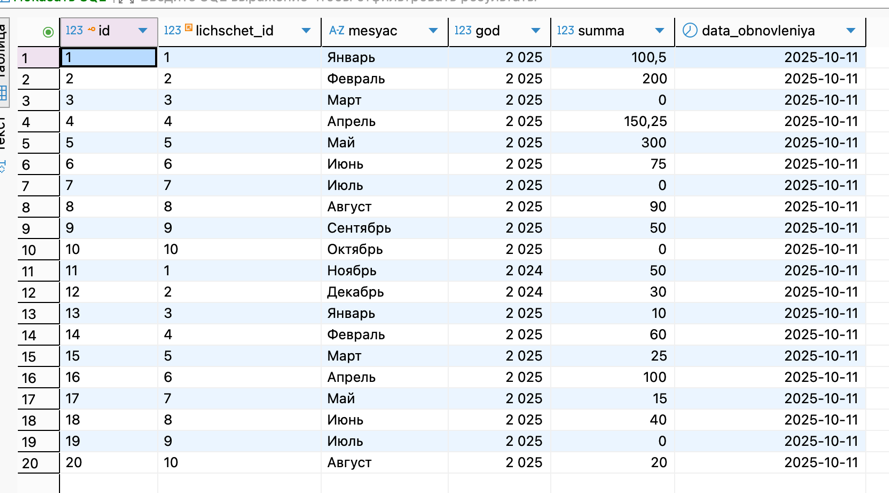 123 id 123 lichschet_id A-Z mesyac 123 god 123 summa data_obnovleniya
1 1 1 Январь 2 025 100,5 2025-10-11
2 2 2 Февраль 2 025 200 2025-10-11
3 3 3 Март 2 025 0 2025-10-11
4 4 4 Апрель 2 025 150,25 2025-10-11
5 5 5 Май 2 025 300 2025-10-11
6 6 6 Июнь 2 025 75 2025-10-11
7 7 7 Июль 2 025 0 2025-10-11
8 8 8 Август 2 025 90 2025-10-11
9 9 9 Сентябрь 2 025 50 2025-10-11
10 10 10 Октябрь 2 025 0 2025-10-11
11 11 1 Ноябрь 2 024 50 2025-10-11
12 12 2 Декабрь 2 024 30 2025-10-11
13 13 3 Январь 2 025 10 2025-10-11
14 14 4 Февраль 2 025 60 2025-10-11
15 15 5 Март 2 025 25 2025-10-11
16 16 6 Апрель 2 025 100 2025-10-11
17 17 7 Май 2 025 15 2025-10-11
18 18 8 Июнь 2 025 40 2025-10-11
19 19 9 Июль 2 025 0 2025-10-11
20 20 10 Август 2 025 20 2025-10-11